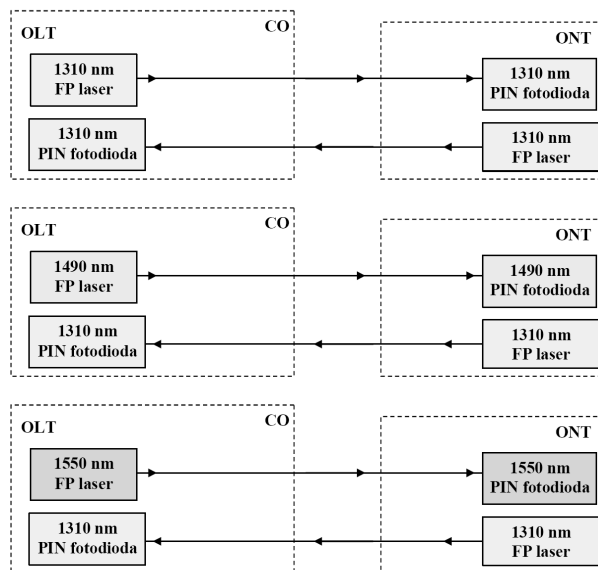 OLT
CO
ONT
1310 nm
FP laser
1310 nm
PIN fotodioda
1310 nm
PIN fotodioda
1310 nm
FP laser
OLT
CO
ONT
1490 nm
FP laser
1490 nm
PIN fotodioda
1310 nm
PIN fotodioda
1310 nm
FP laser
OLT
CO
ONT
1550 nm
FP laser
1550 nm
PIN fotodioda
1310 nm
PIN fotodioda
1310 nm
FP laser